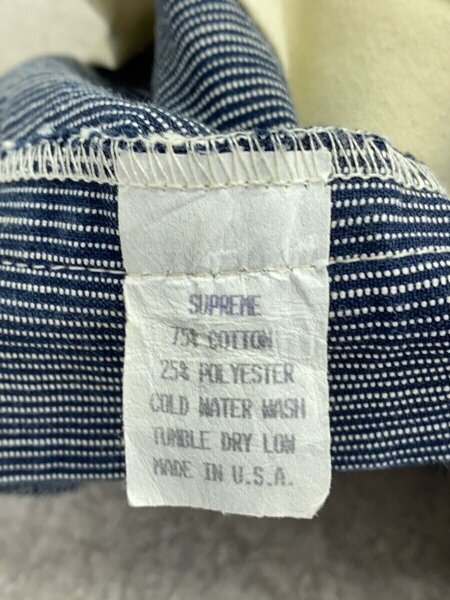 SUPREME
75% COTTON
25% POLYESTER
COLD WATER WASH
TUMBLE DRY LOW
MADE IN U.S.A.